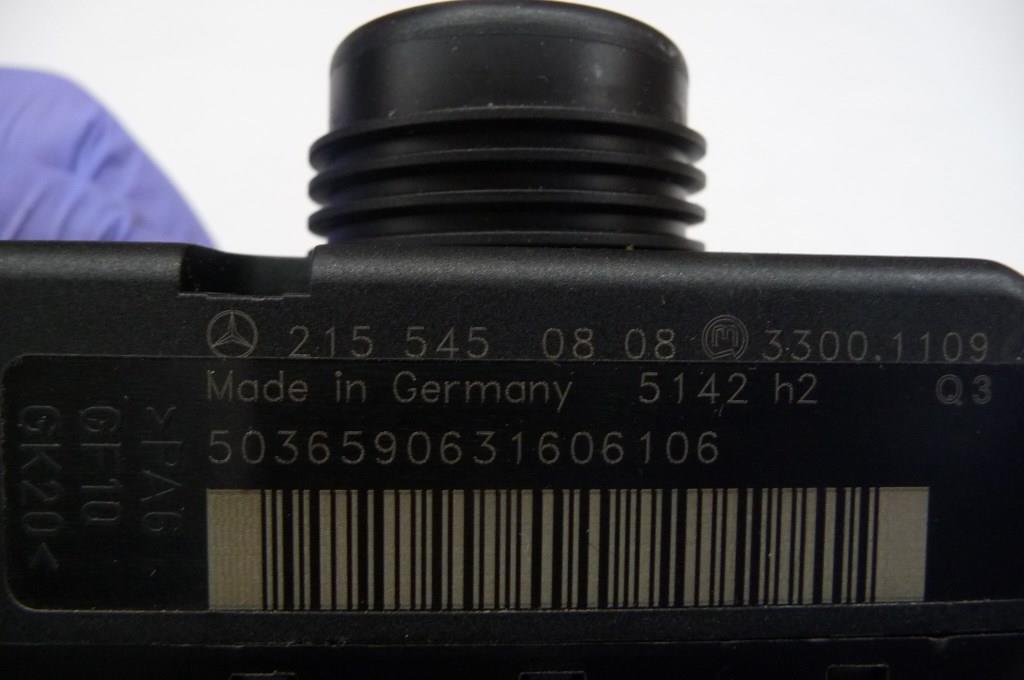 215 545 08 08 M 3300.1109
Made in Germany 5142 h2 Q3
5036590631606106
>PA6
GF10
GK20<